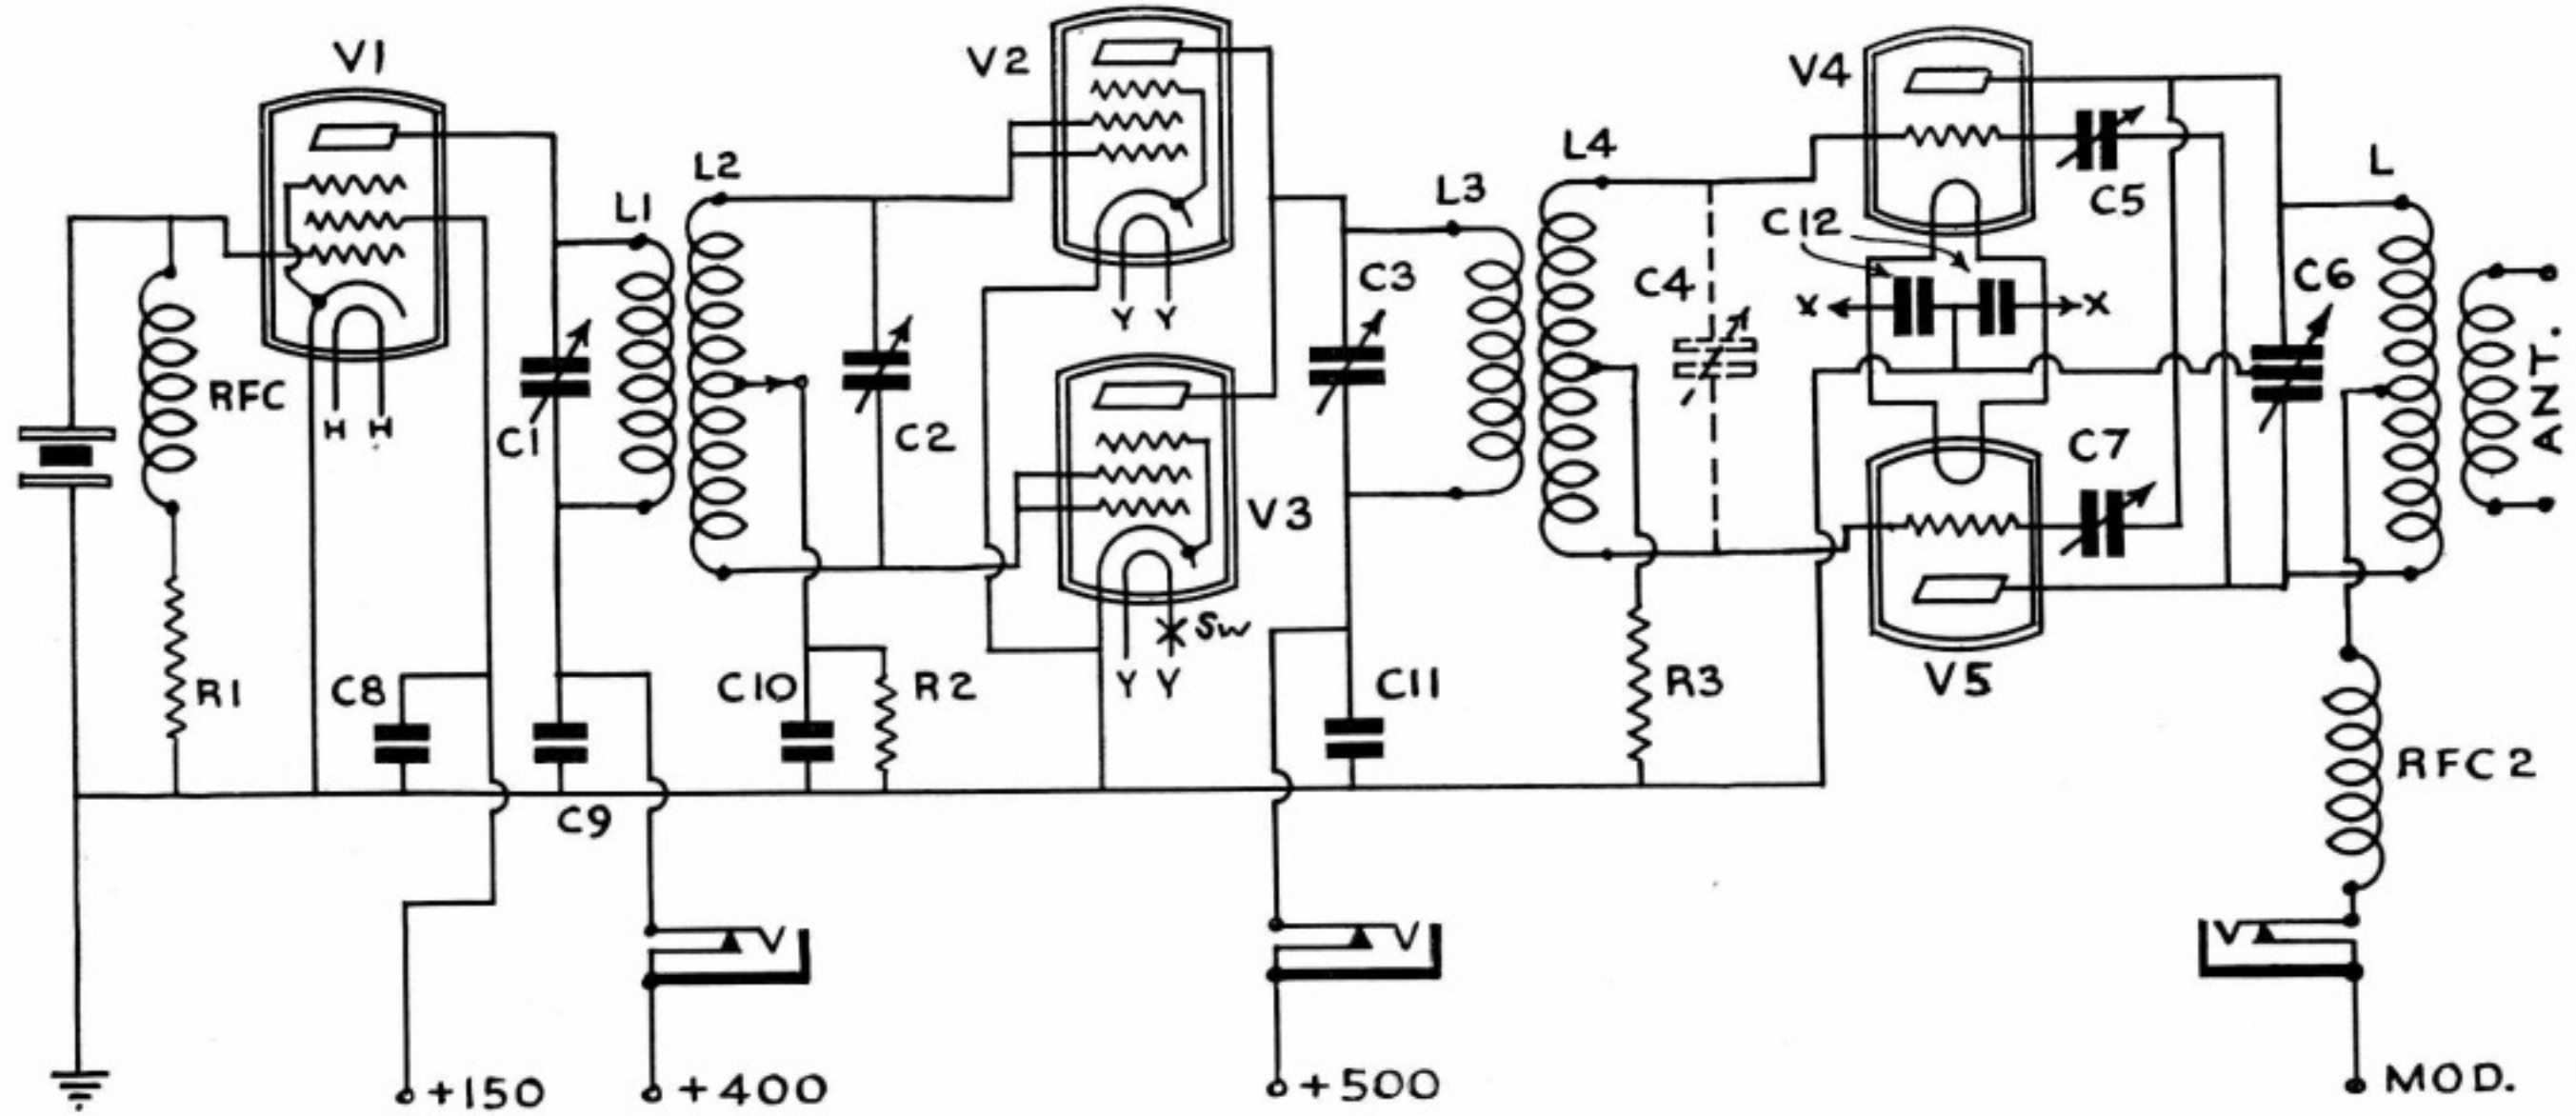 V1
V2
V4
L2
L4
L
L1
L3
C5
C12
C3
C4
C6
X
X
Y Y
RFC
H H
C1
C2
C7
ANT.
V3
Sw
C8
R1
C10
R2
Y Y
C11
R3
V5
RFC2
C9
+150
+400
+500
MOD.